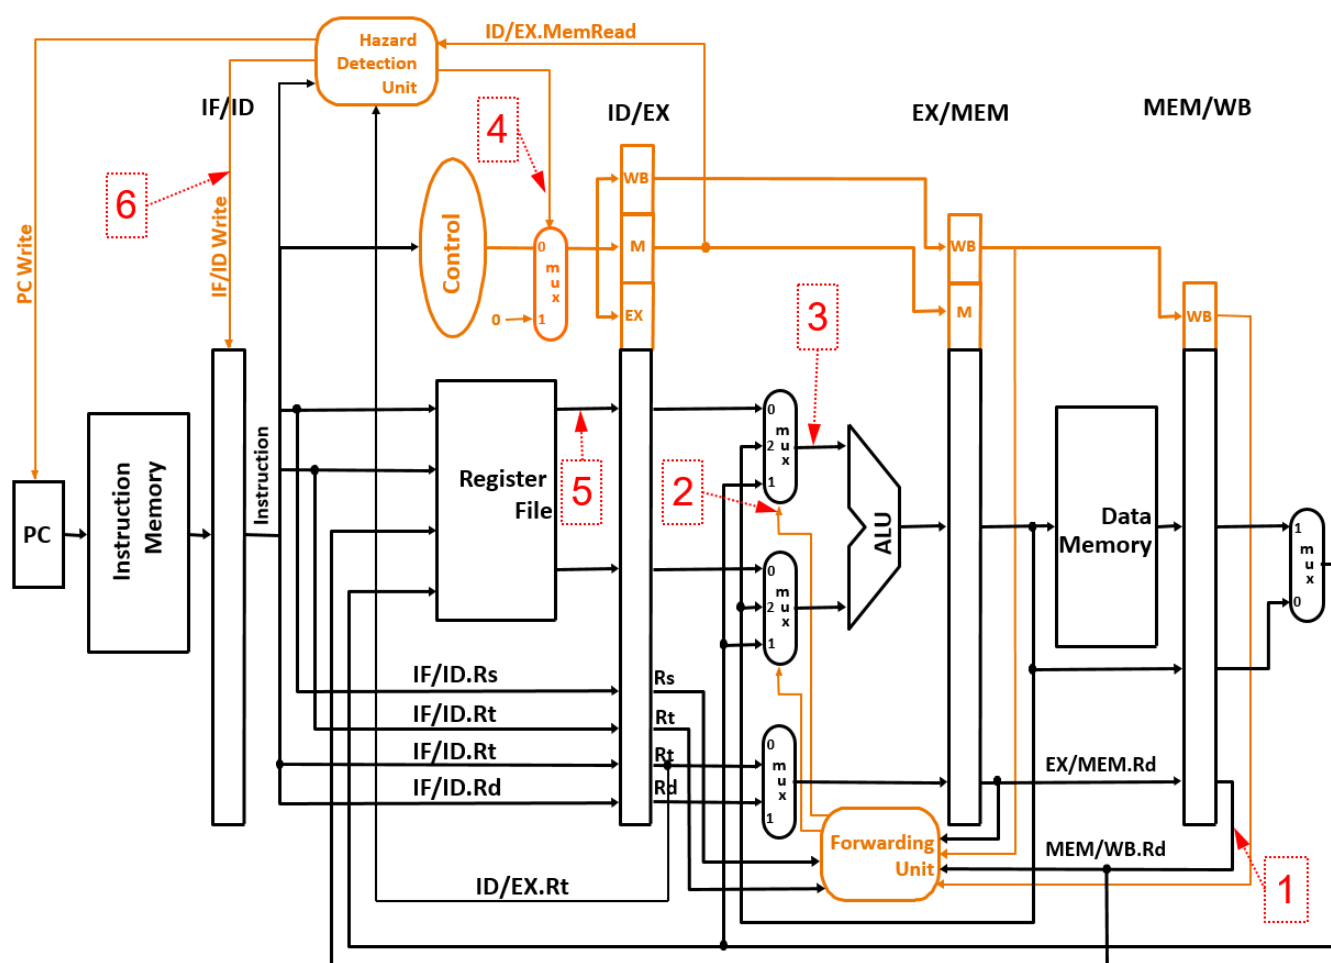 ID/EX.MemRead
Hazard
Detection
Unit
IF/ID
ID/EX
EX/MEM
MEM/WB
4
6
WB
M
EX
Control
0
m
u
x
1
0
WB
M
WB
PC Write
IF/ID Write
3
Instruction
PC
Instruction
Memory
Register
File
5
2
0
m
2
u
x
1
ALU
0
m
2
u
x
1
Data
Memory
1
m
u
x
0
IF/ID.Rs
Rs
IF/ID.Rt
Rt
IF/ID.Rt
Rt
IF/ID.Rd
Rd
0
m
u
x
1
EX/MEM.Rd
Forwarding
Unit
MEM/WB.Rd
ID/EX.Rt
1